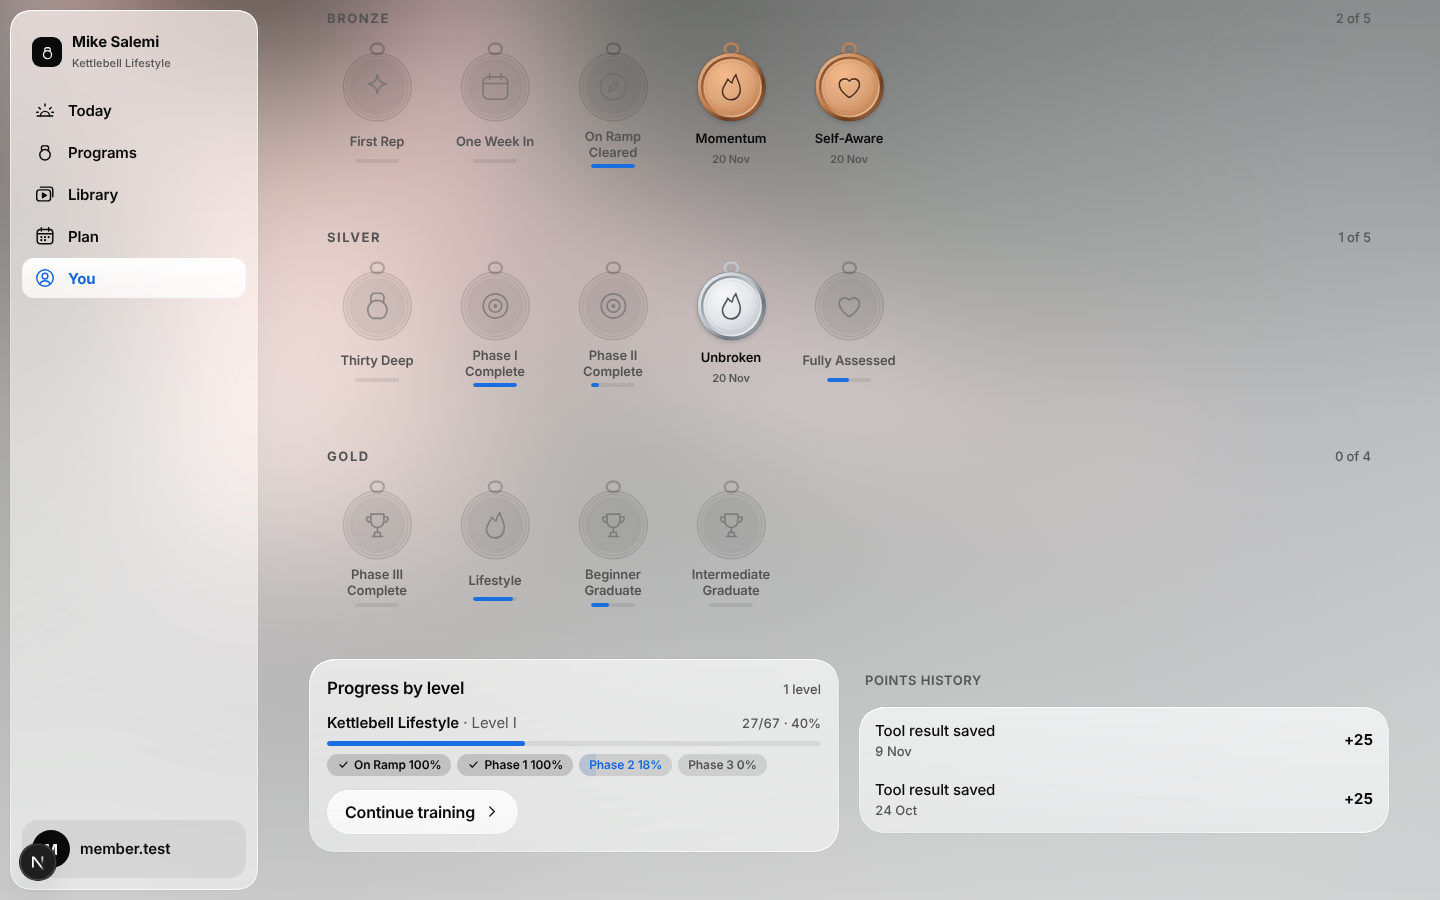 Mike Salemi
Kettlebell Lifestyle
Today
Programs
Library
Plan
You
member.test
BRONZE
2 of 5
First Rep
One Week In
On Ramp
Cleared
Momentum
20 Nov
Self-Aware
20 Nov
SILVER
1 of 5
Thirty Deep
Phase I
Complete
Phase II
Complete
Unbroken
20 Nov
Fully Assessed
GOLD
0 of 4
Phase III
Complete
Lifestyle
Beginner
Graduate
Intermediate
Graduate
Progress by level
1 level
Kettlebell Lifestyle · Level I
27/67 · 40%
On Ramp 100%
Phase 1 100%
Phase 2 18%
Phase 3 0%
Continue training
POINTS HISTORY
Tool result saved
+25
9 Nov
Tool result saved
+25
24 Oct